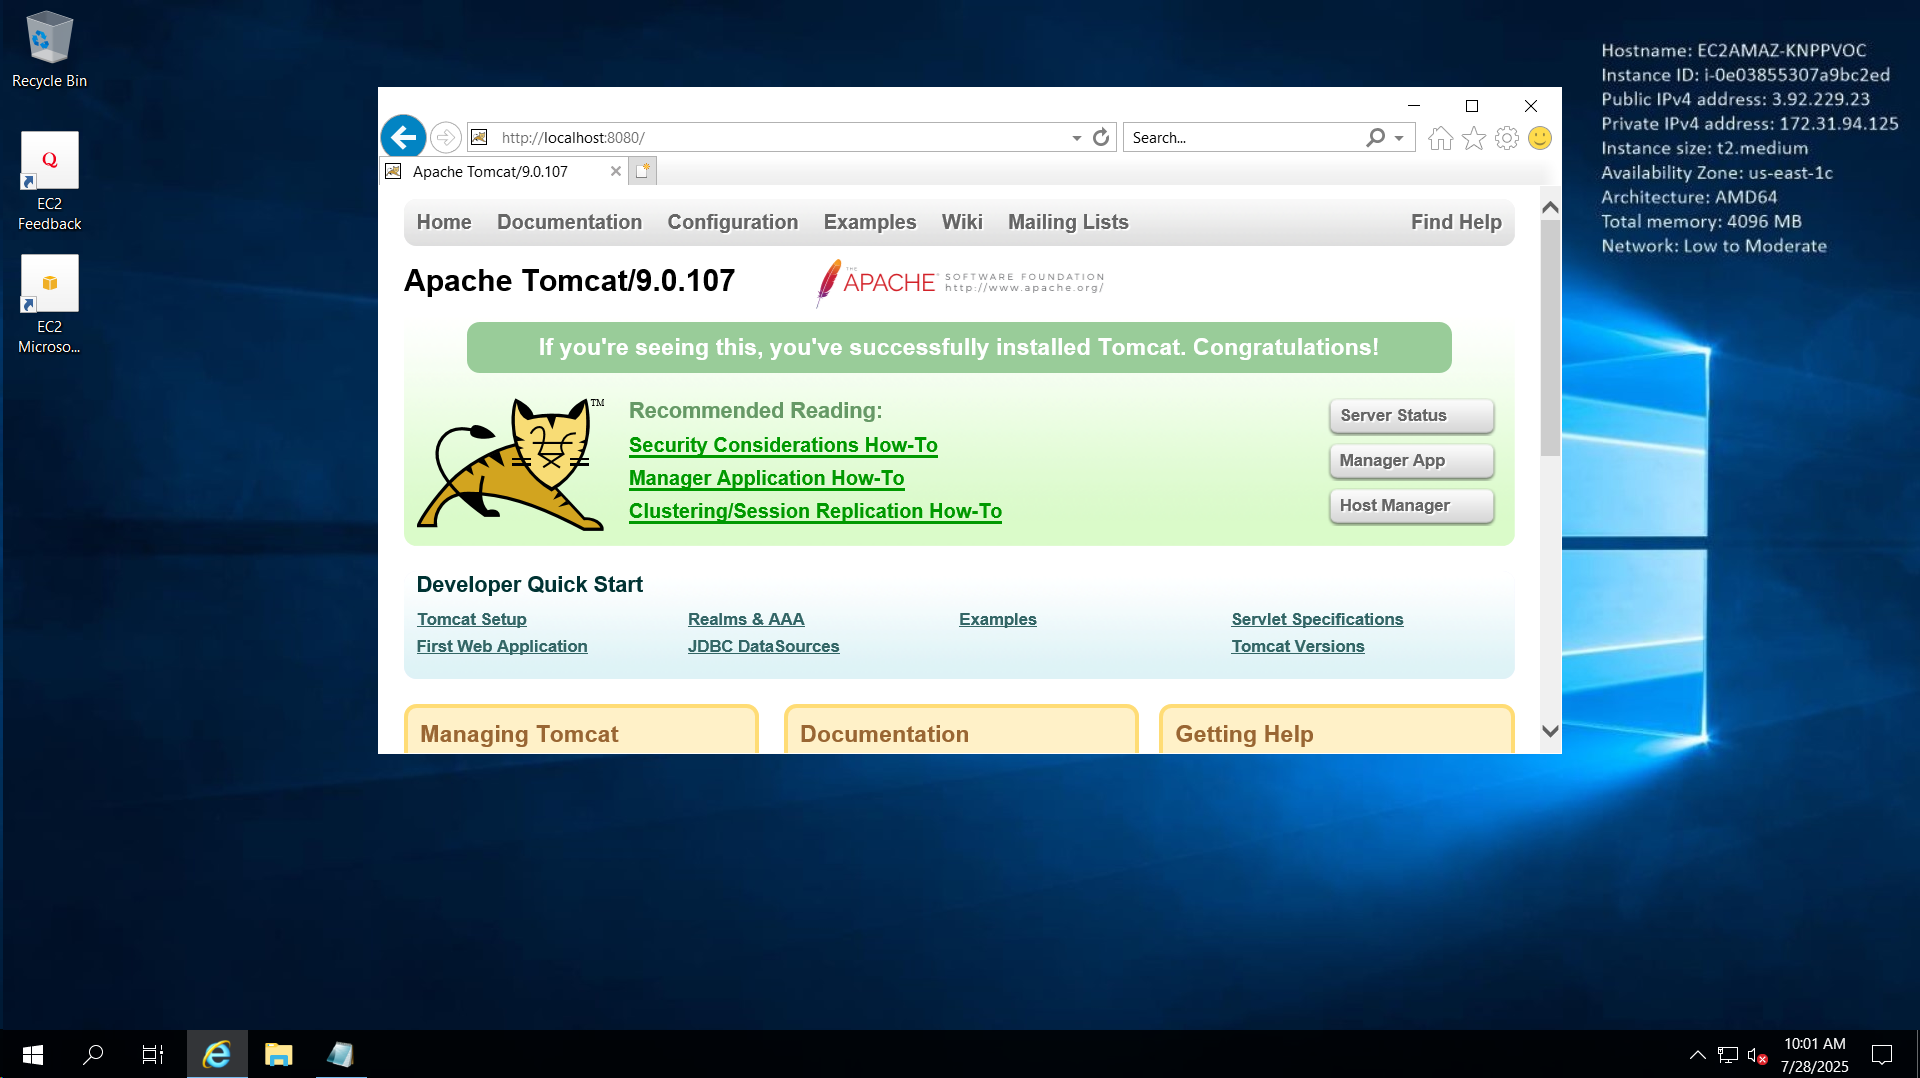 Recycle Bin
EC2
Feedback
EC2
Microso...
Hostname: EC2AMAZ-KNPPVOC
Instance ID: i-0e03855307a9bc2ed
Public IPv4 address: 3.92.229.23
Private IPv4 address: 172.31.94.125
Instance size: t2.medium
Availability Zone: us-east-1c
Architecture: AMD64
Total memory: 4096 MB
Network: Low to Moderate
http://localhost:8080/
Search...
Apache Tomcat/9.0.107
Home Documentation Configuration Examples Wiki Mailing Lists Find Help
Apache Tomcat/9.0.107
THE APACHE SOFTWARE FOUNDATION
http://www.apache.org/
If you're seeing this, you've successfully installed Tomcat. Congratulations!
TM
Recommended Reading:
Security Considerations How-To
Manager Application How-To
Clustering/Session Replication How-To
Server Status
Manager App
Host Manager
Developer Quick Start
Tomcat Setup Realms & AAA Examples Servlet Specifications
First Web Application JDBC DataSources Tomcat Versions
Managing Tomcat Documentation Getting Help
10:01 AM
7/28/2025